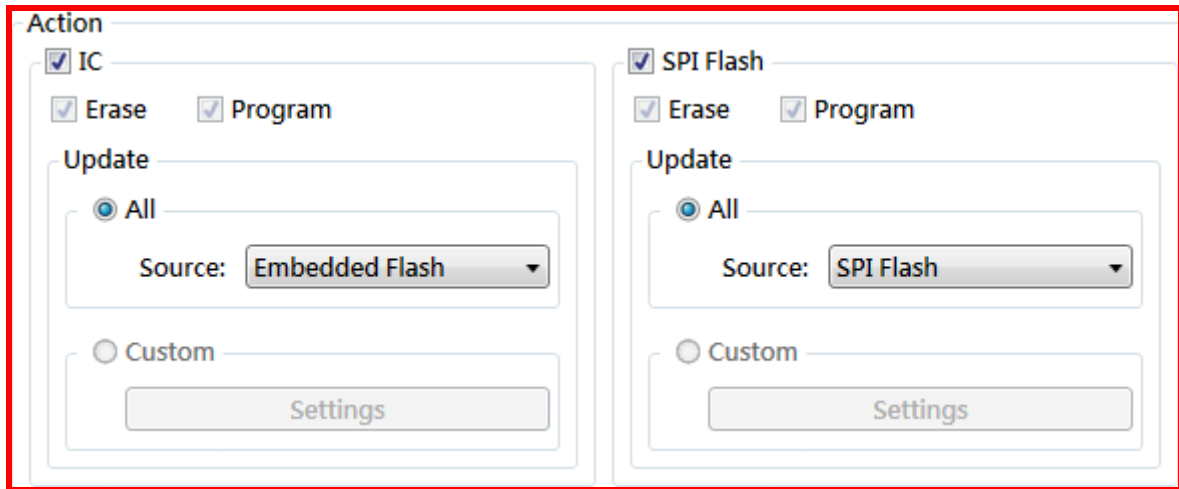 Action
IC
Erase Program
Update
All
Source: Embedded Flash
Custom
Settings
SPI Flash
Erase Program
Update
All
Source: SPI Flash
Custom
Settings